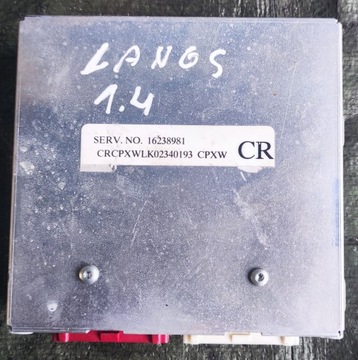 LANOS
1.4
SERV. NO. 16238981
CRCPXWLK02340193 CPXW CR